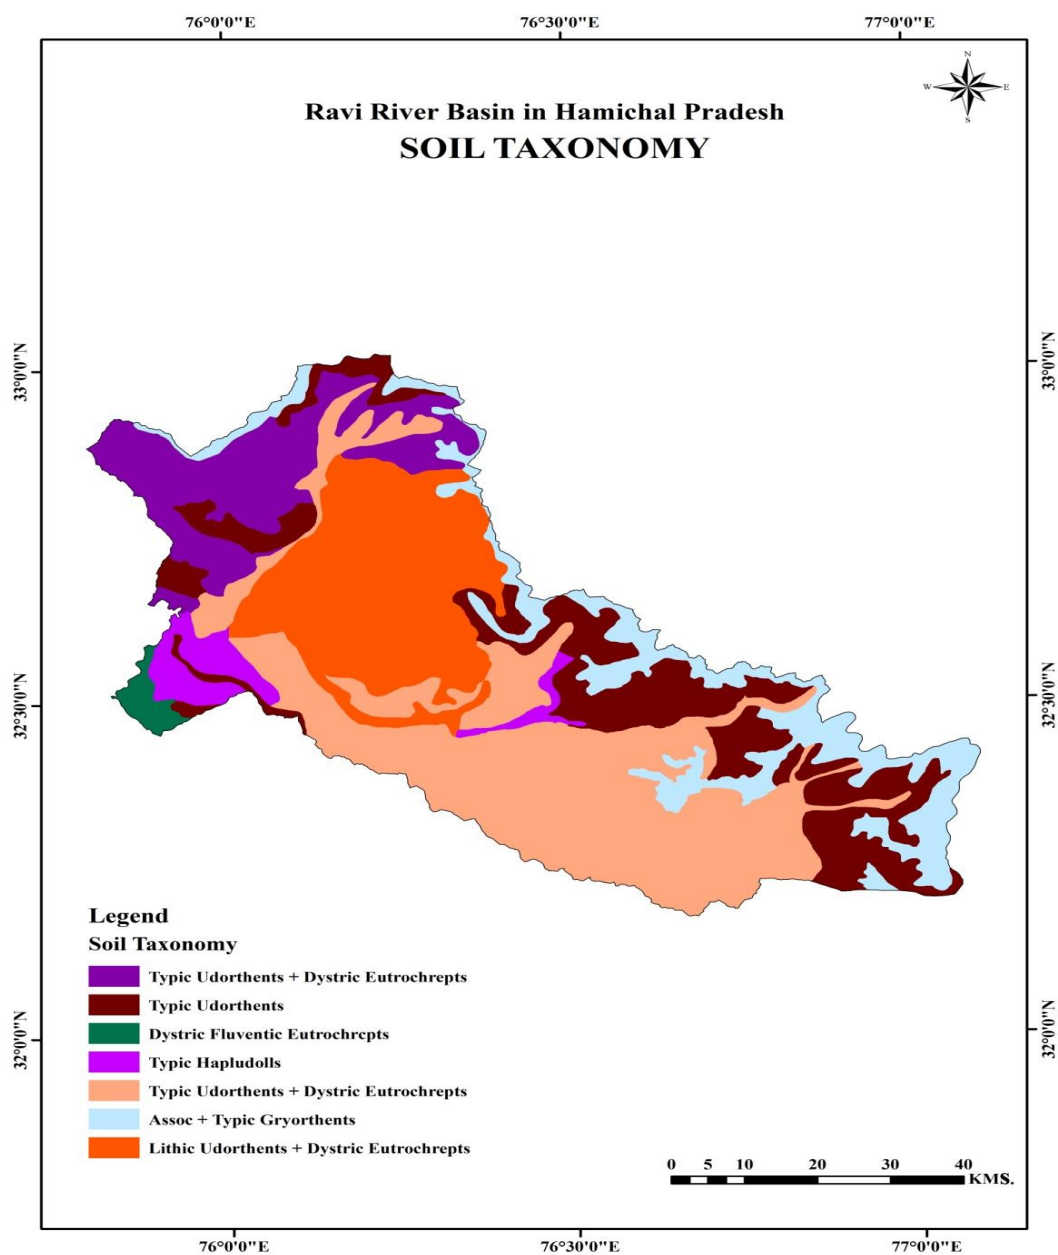 76°0'0"E 76°30'0"E 77°0'0"E
N
W E
S
Ravi River Basin in Hamichal Pradesh
SOIL TAXONOMY
33°0'0"N 33°0'0"N
32°30'0"N 32°30'0"N
Legend
Soil Taxonomy
Typic Udorthents + Dystric Eutrochrepts
Typic Udorthents
Dystric Fluventic Eutrochrcpts
32°0'0"N 32°0'0"N
Typic Hapludolls
Typic Udorthents + Dystric Eutrochrepts
Assoc + Typic Gryorthents
Lithic Udorthents + Dystric Eutrochrepts
0 5 10 20 30 40
KMS.
76°0'0"E 76°30'0"E 77°0'0"E